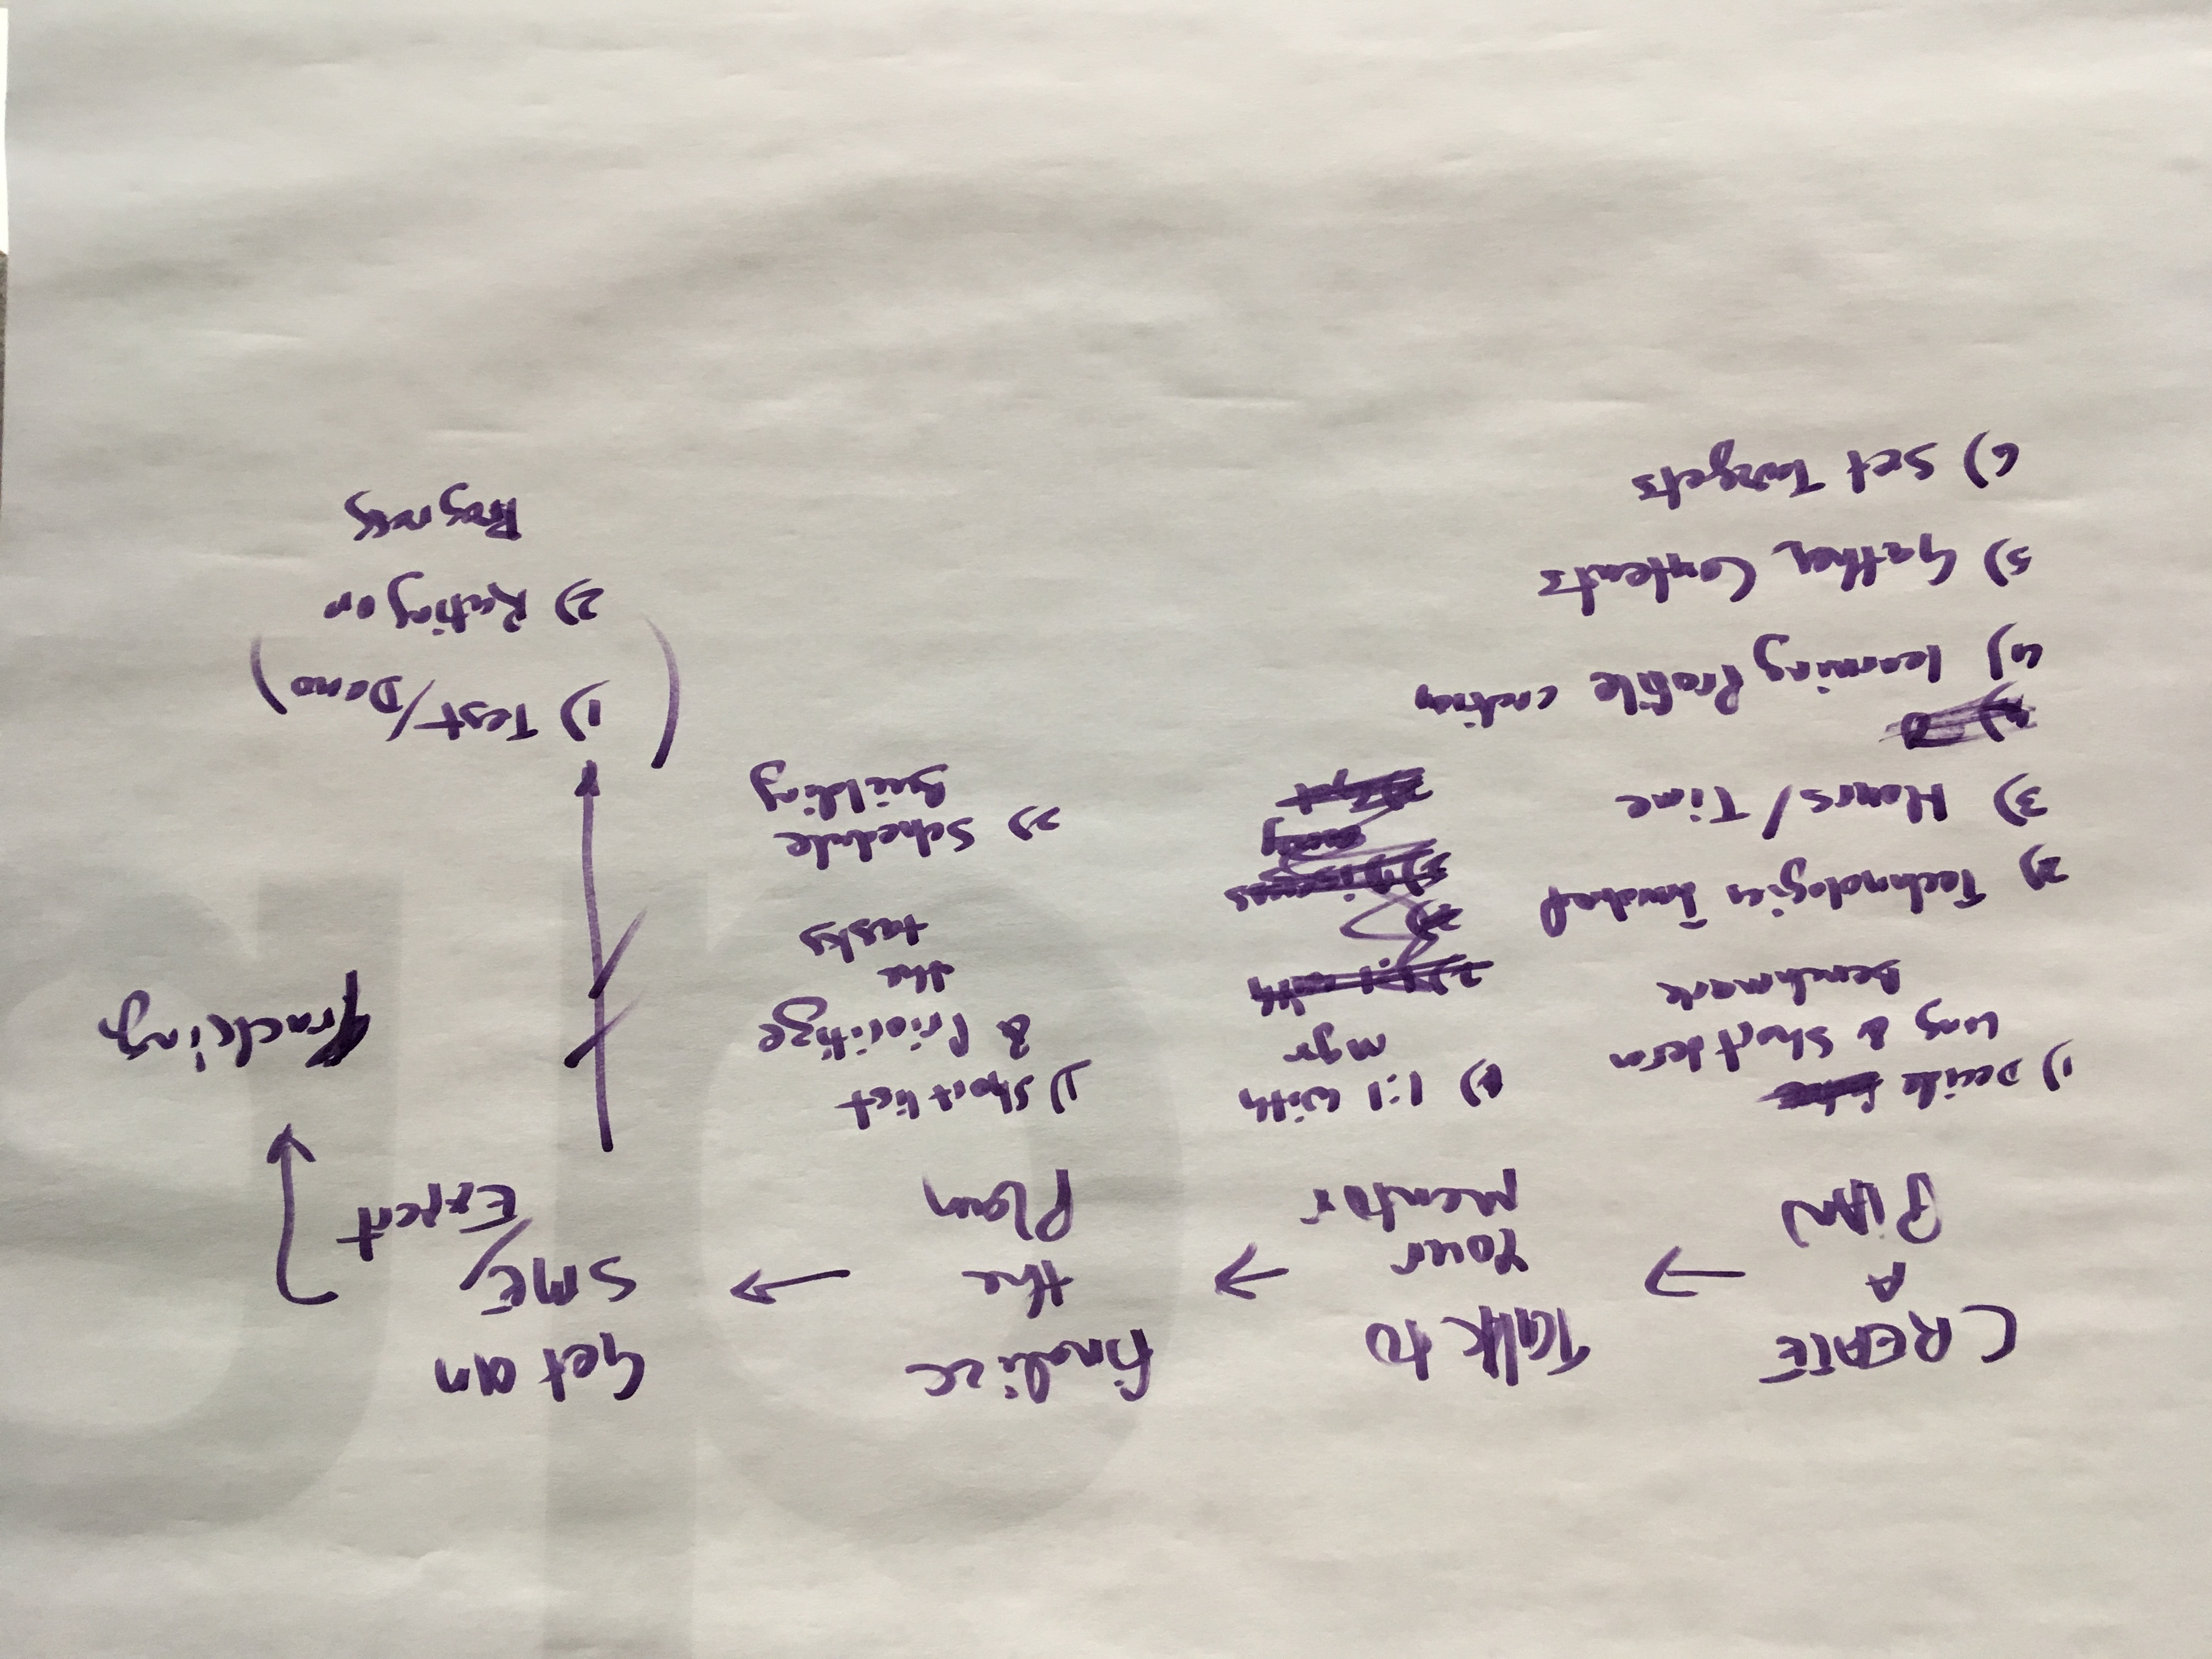 CREATE
A
PLAN
→
1) Decide
Long & Short term
Benchmark
2) Technologies Involved
3) Hours / Time
4) learning Profile
5) Gather Contents
6) Set Targets
Talk to
Your
Mentor
→
1) 1:1 with
mgr
finalize
the
Plan
→
1) Short list
& Prioritize
the
tasks
2) Schedule
Building
Get an
SME/
Expert
Tracking
(1) Test/Demo)
2) Rating on
Progress